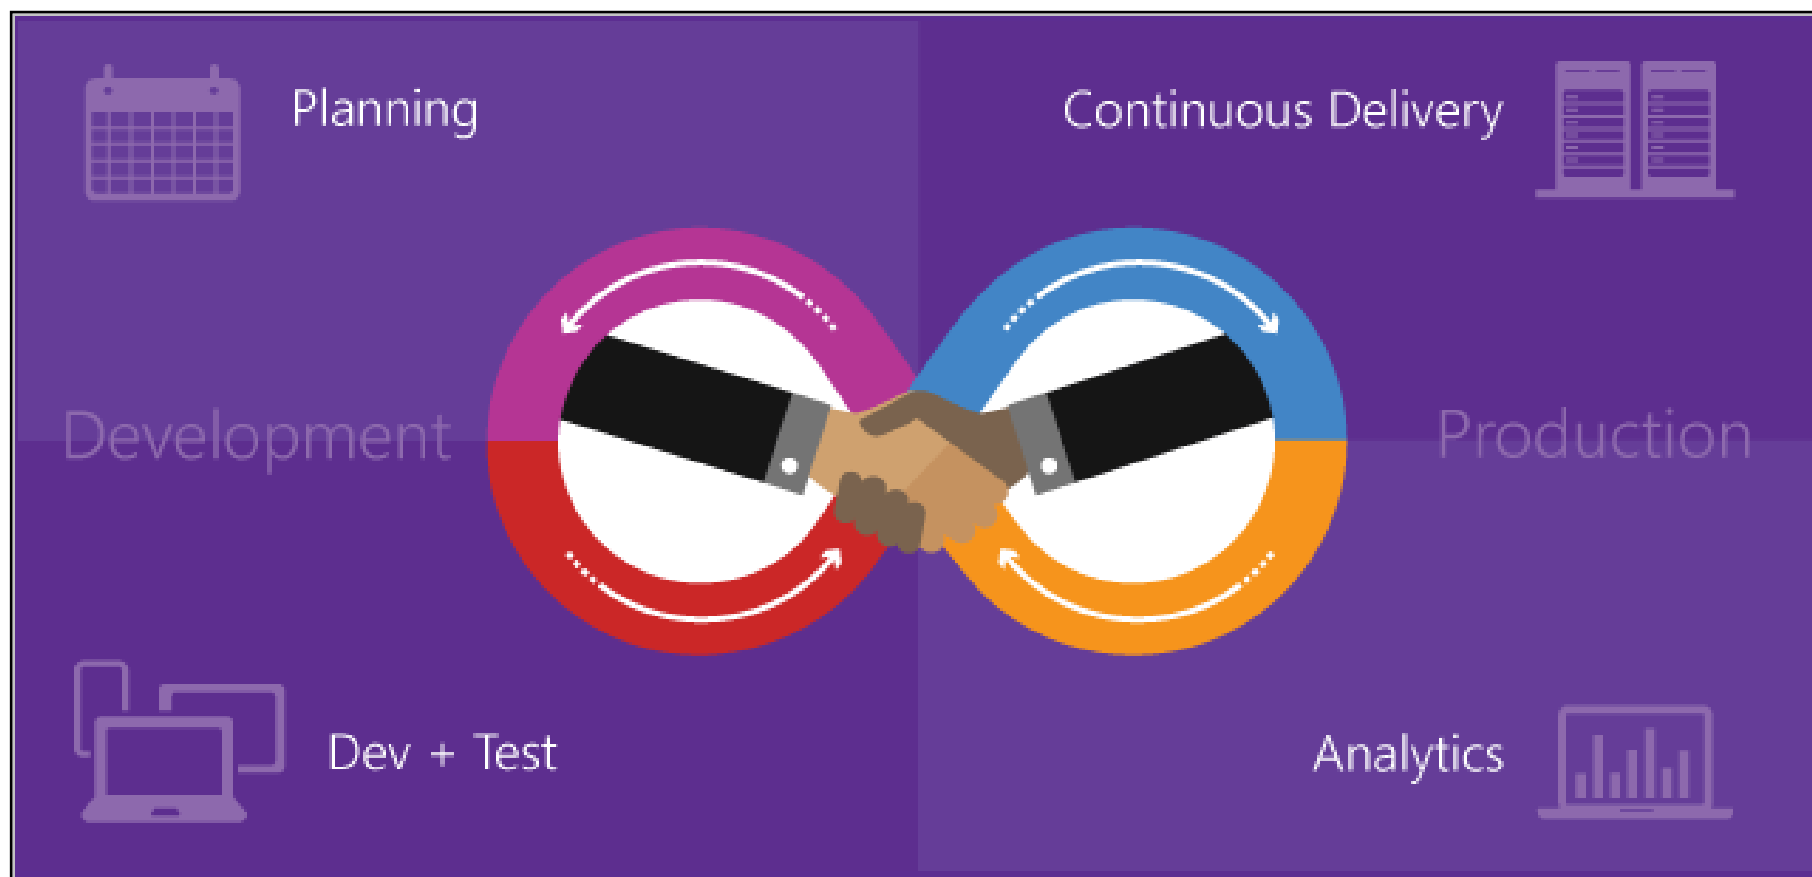 Planning
Continuous Delivery
Development
Production
Dev + Test
Analytics